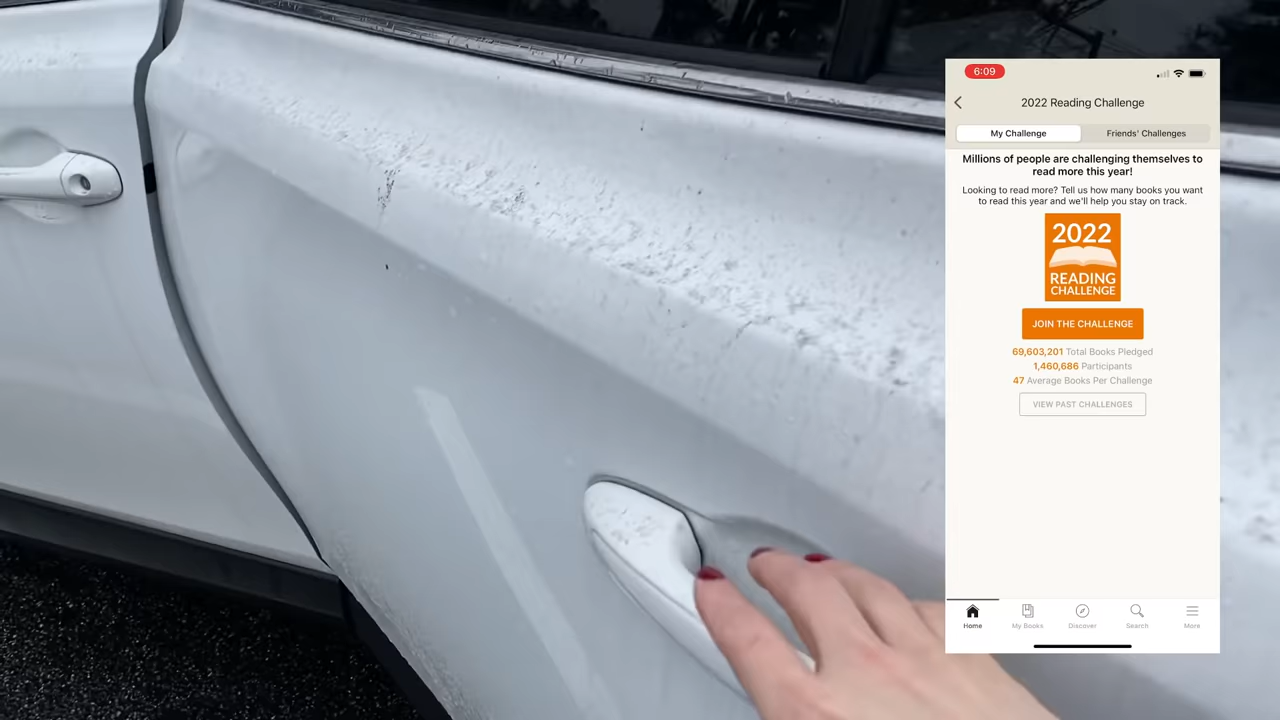 6:09
2022 Reading Challenge
My Challenge
Friends' Challenges
Millions of people are challenging themselves to
read more this year!
Looking to read more? Tell us how many books you want
to read this year and we'll help you stay on track.
2022
READING
CHALLENGE
JOIN THE CHALLENGE
69,603,201 Total Books Pledged
1,460,686 Participants
47 Average Books Per Challenge
VIEW PAST CHALLENGES
Home
My Books
Discover
Search
More